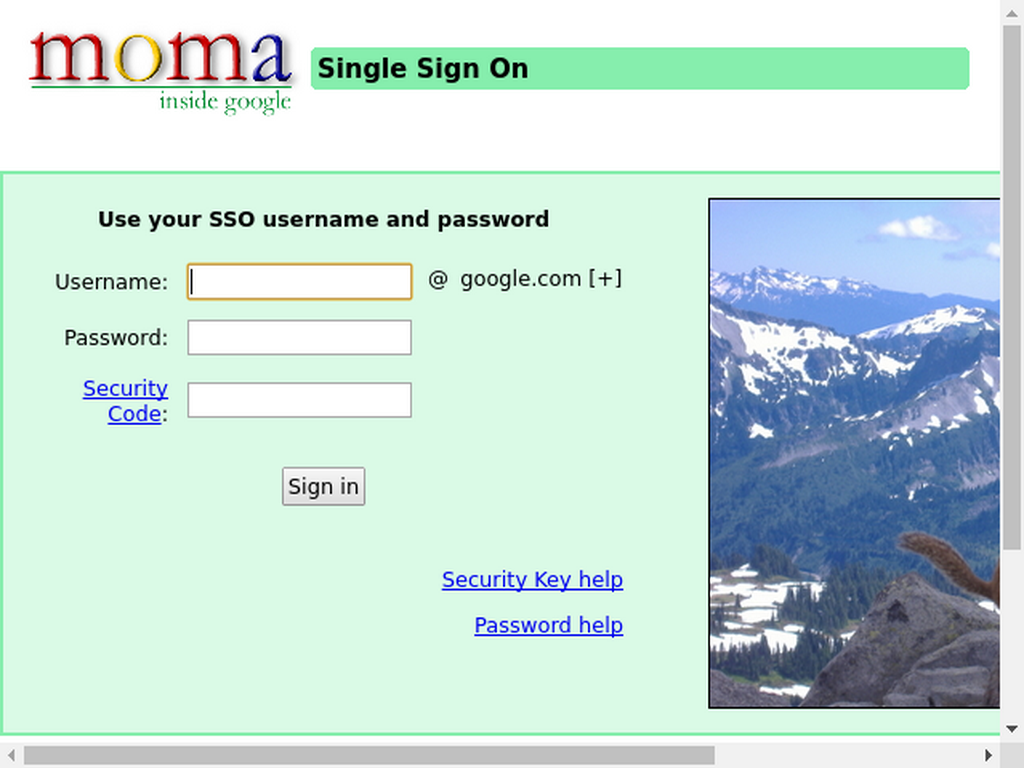 moma
inside google
Single Sign On
Use your SSO username and password
Username:
@ google.com [+]
Password:
Security
Code:
Sign in
Security Key help
Password help